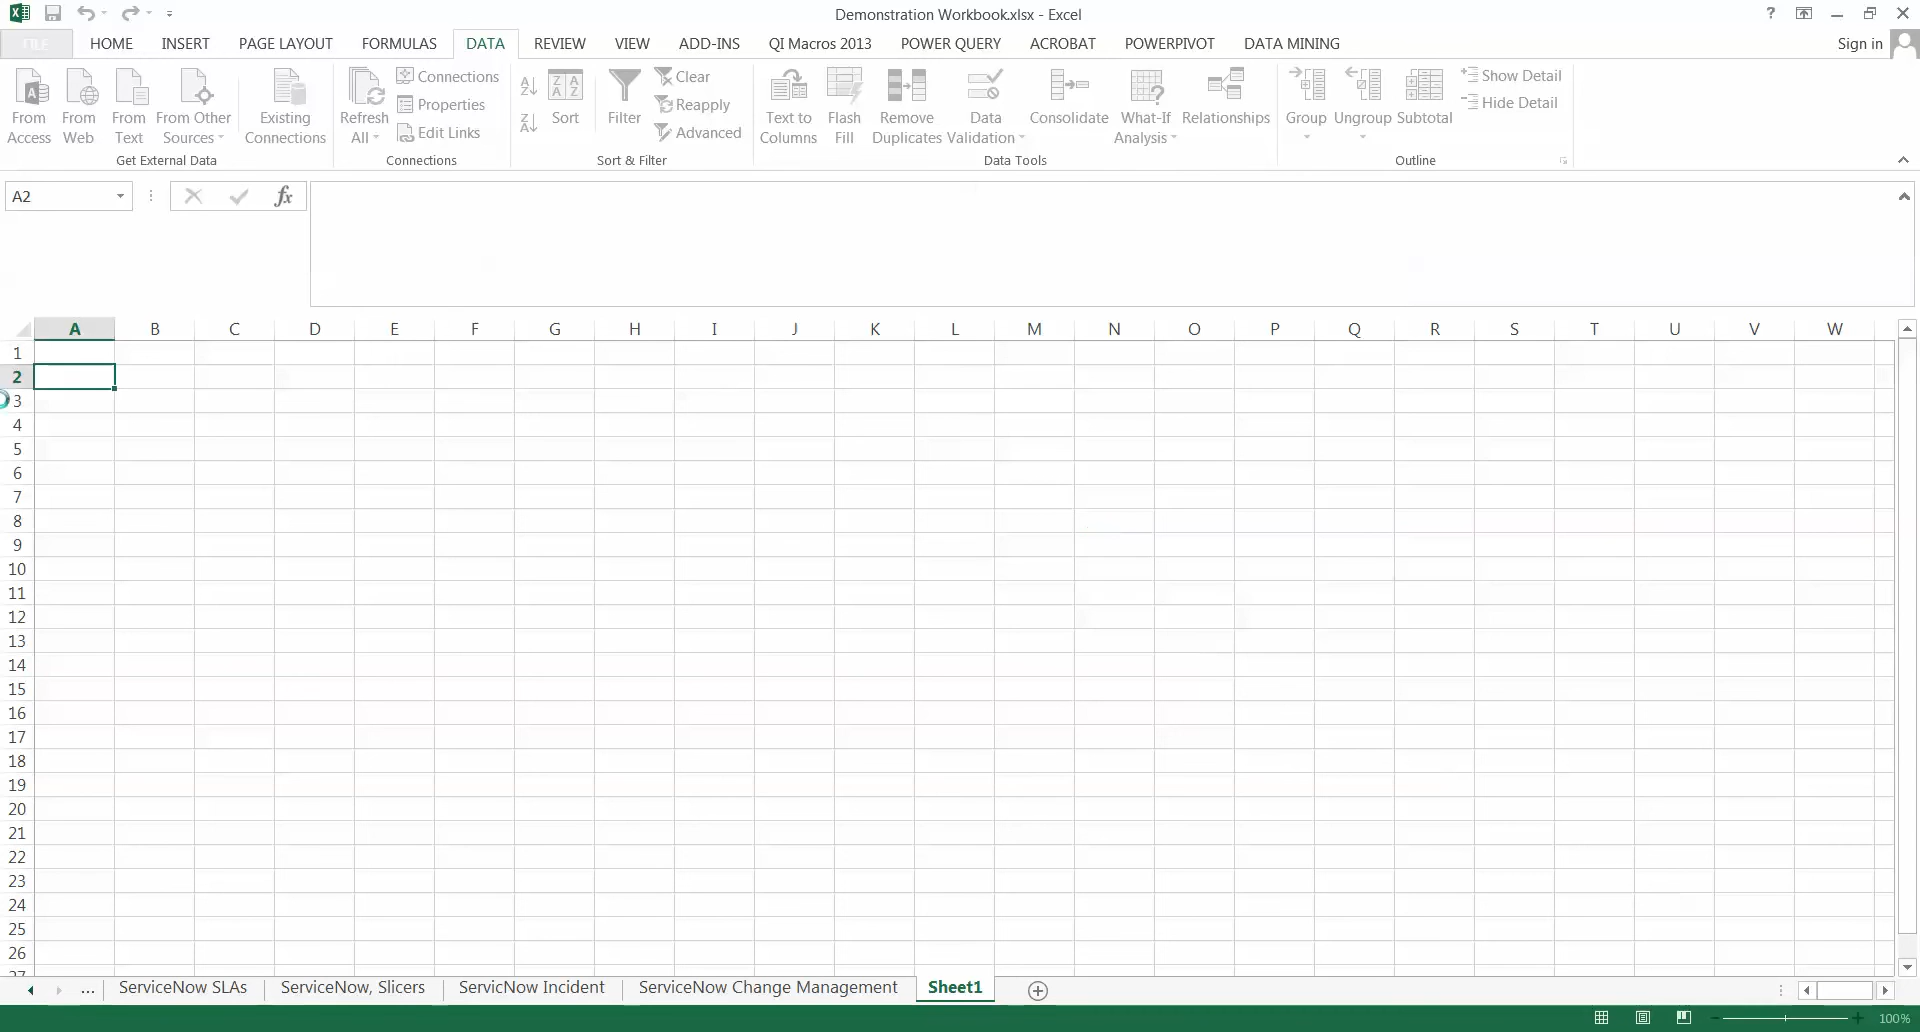 Demonstration Workbook.xlsx - Excel
?
FILE
HOME
INSERT
PAGE LAYOUT
FORMULAS
DATA
REVIEW
VIEW
ADD-INS
QI Macros 2013
POWER QUERY
ACROBAT
POWERPIVOT
DATA MINING
Sign in
From
Access
From
Web
From
Text
From Other
Sources
Existing
Connections
Get External Data
Refresh
All
Connections
Properties
Edit Links
Connections
Sort
Filter
Clear
Reapply
Advanced
Sort & Filter
Text to
Columns
Flash
Fill
Remove
Duplicates
Data
Validation
Consolidate
What-If
Analysis
Relationships
Data Tools
Group
Ungroup
Subtotal
Show Detail
Hide Detail
Outline
A2
fx
A B C D E F G H I J K L M N O P Q R S T U V W
1
2
3
4
5
6
7
8
9
10
11
12
13
14
15
16
17
18
19
20
21
22
23
24
25
26
27
...
ServiceNow SLAs
ServiceNow, Slicers
ServicNow Incident
ServiceNow Change Management
Sheet1
100%